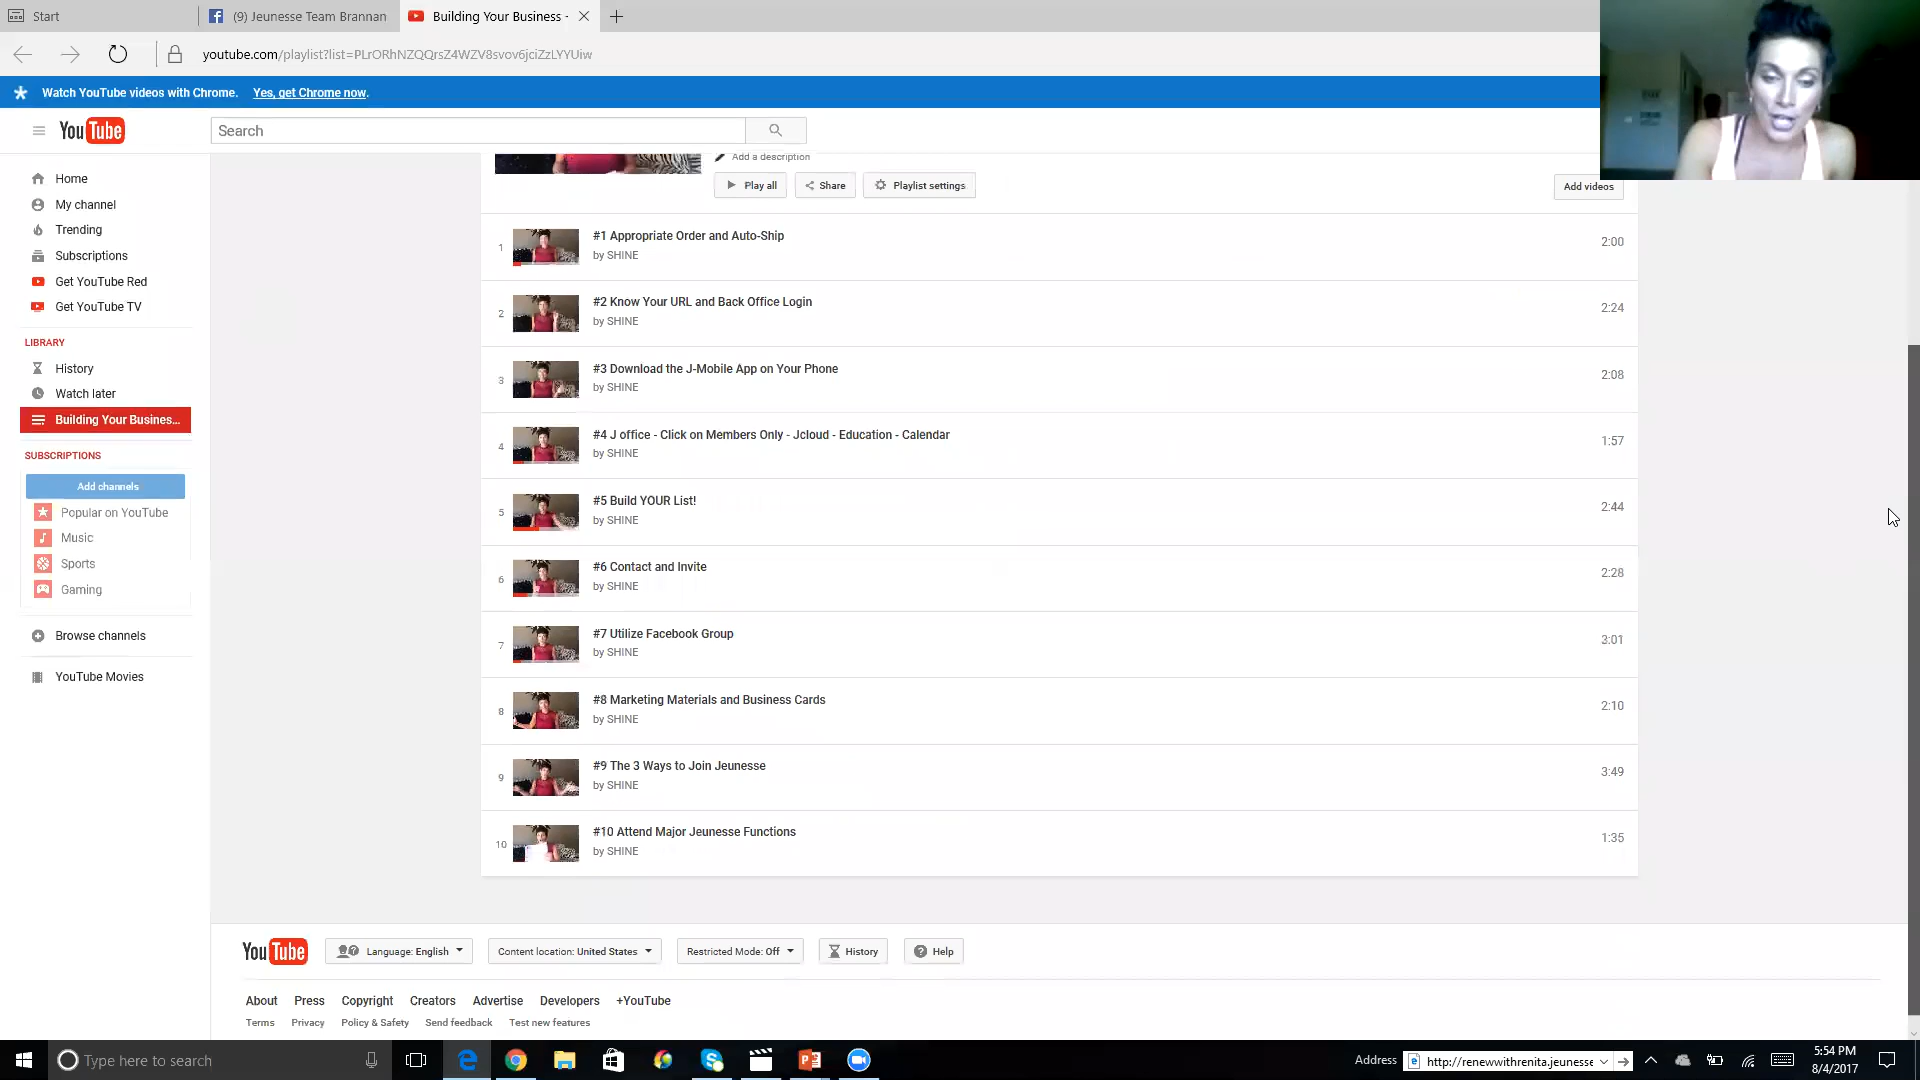 Start
(9) Jeunesse Team Brannan
Building Your Business -
youtube.com/playlist?list=PLrORhNZQQrsZ4WZV8svov6jciZzLYYUiw
Watch YouTube videos with Chrome. Yes, get Chrome now.
YouTube
Search
Home
My channel
Trending
Subscriptions
Get YouTube Red
Get YouTube TV
LIBRARY
History
Watch later
Building Your Busines...
SUBSCRIPTIONS
Add channels
Popular on YouTube
Music
Sports
Gaming
Browse channels
YouTube Movies
Add a description
Play all
Share
Playlist settings
Add videos
1
#1 Appropriate Order and Auto-Ship
by SHINE
2:00
2
#2 Know Your URL and Back Office Login
by SHINE
2:24
3
#3 Download the J-Mobile App on Your Phone
by SHINE
2:08
4
#4 J office - Click on Members Only - Jcloud - Education - Calendar
by SHINE
1:57
5
#5 Build YOUR List!
by SHINE
2:44
6
#6 Contact and Invite
by SHINE
2:28
7
#7 Utilize Facebook Group
by SHINE
3:01
8
#8 Marketing Materials and Business Cards
by SHINE
2:10
9
#9 The 3 Ways to Join Jeunesse
by SHINE
3:49
10
#10 Attend Major Jeunesse Functions
by SHINE
1:35
YouTube
Language: English
Content location: United States
Restricted Mode: Off
History
Help
About Press Copyright Creators Advertise Developers +YouTube
Terms Privacy Policy & Safety Send feedback Test new features
Type here to search
Address
http://renewwithrenita.jeunesse
5:54 PM
8/4/2017